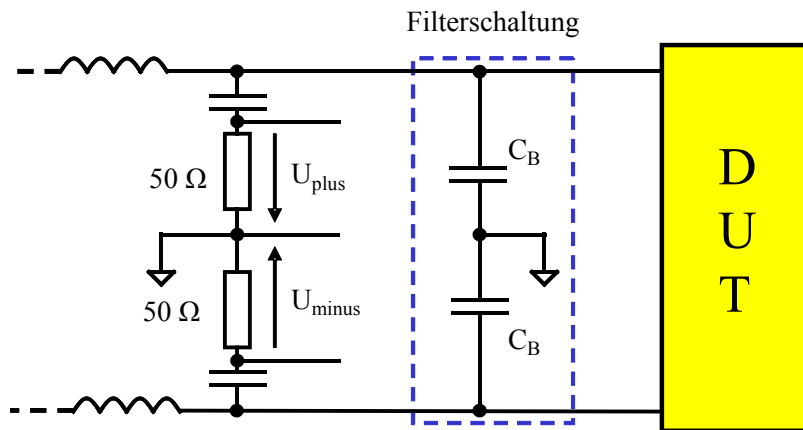 Filterschaltung
50 Ω
U_plus
C_B
50 Ω
U_minus
C_B
D
U
T